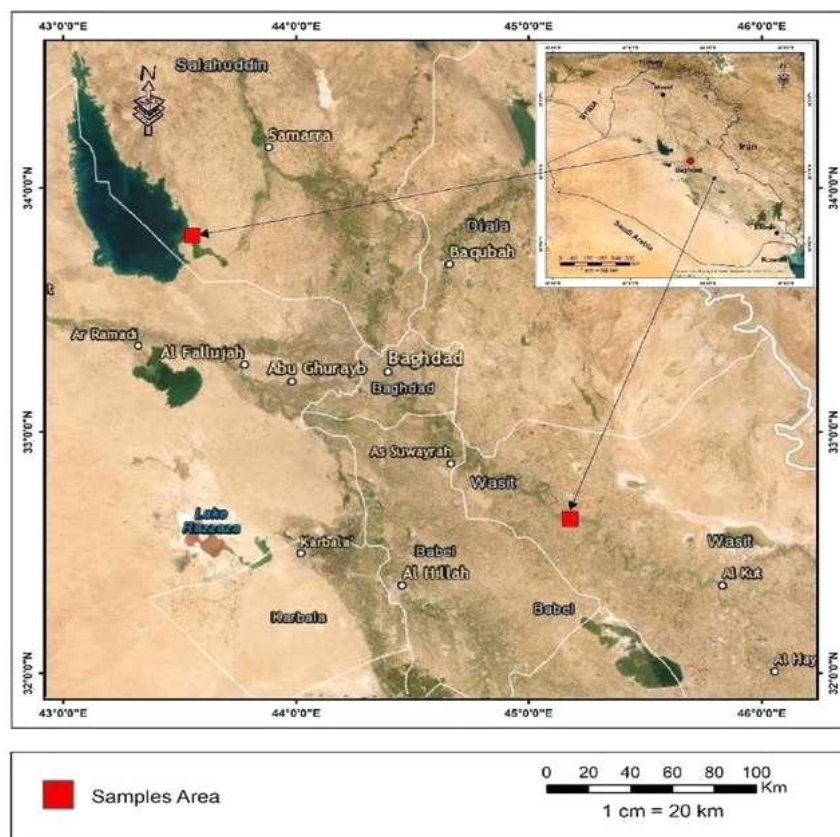 43°0'0"E 44°0'0"E 45°0'0"E 46°0'0"E
N
Salahuddin
Samarra
34°0'0"N 34°0'0"N
Diala
Baqubah
SYRIA
Mosul
Iran
Baghdad
Saudi Arabia
Kuwait
Ar Ramadi
Al Fallujah
Abu Ghurayb
Baghdad
Baghdad
33°0'0"N 33°0'0"N
As Suwayrah
Wasit
Lake
Razzaza
Karbala'
Babel
Al Hillah
Wasit
Al Kut
Karbala
Babel
Al Hay
32°0'0"N 32°0'0"N
43°0'0"E 44°0'0"E 45°0'0"E 46°0'0"E
Samples Area
0 20 40 60 80 100
Km
1 cm = 20 km